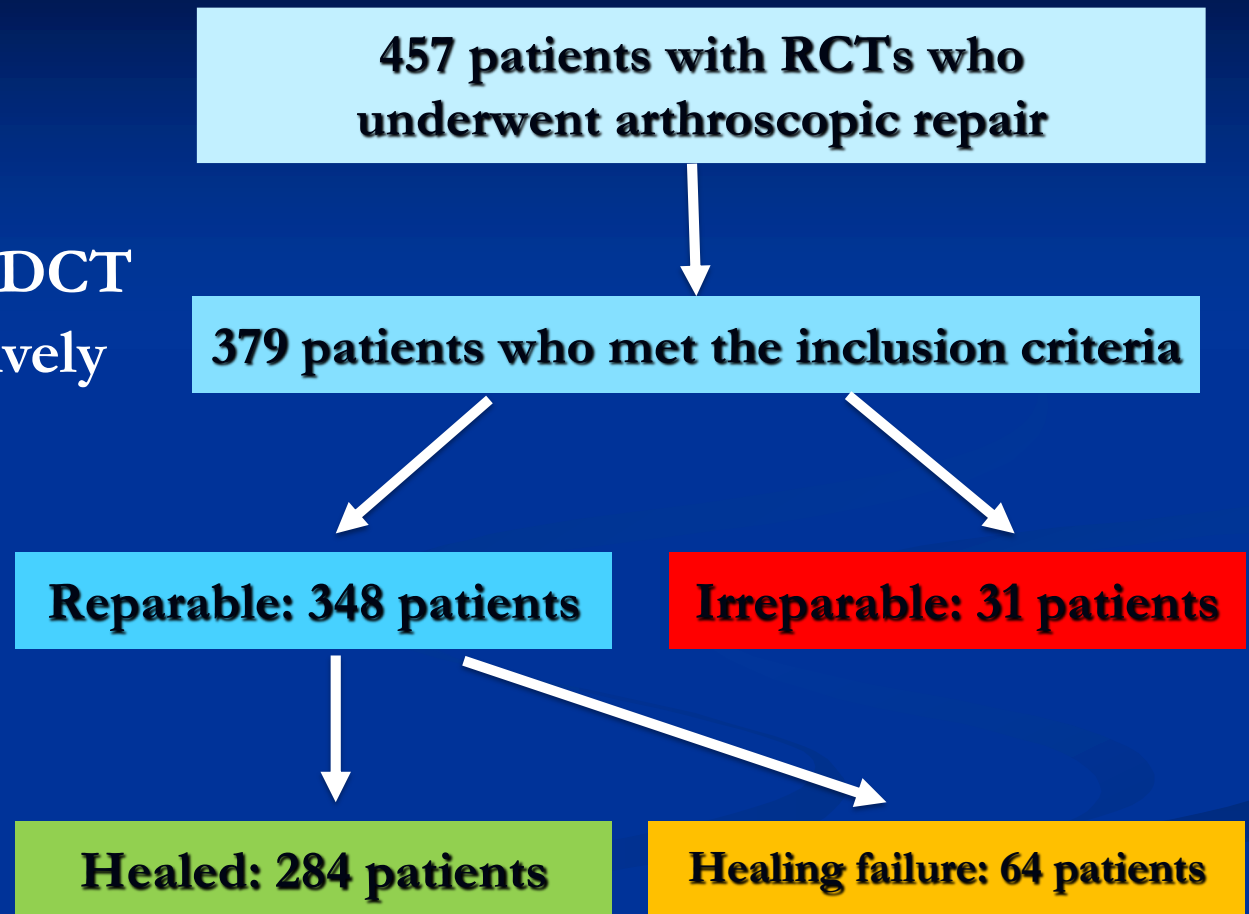 457 patients with RCTs who
underwent arthroscopic repair
DCT
379 patients who met the inclusion criteria
Reparable: 348 patients
Irreparable: 31 patients
Healed: 284 patients
Healing failure: 64 patients